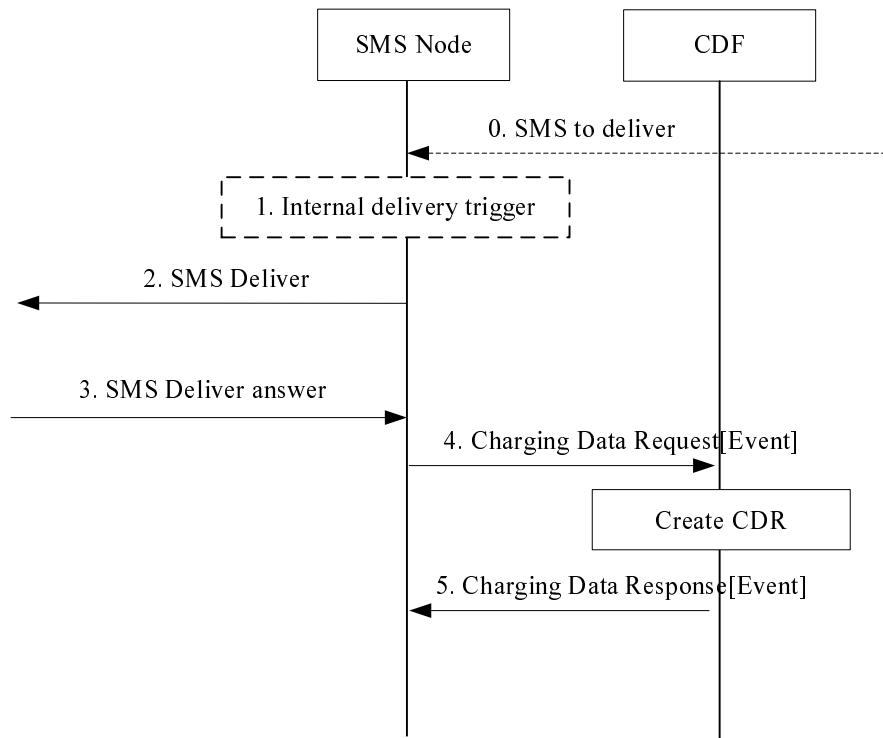 SMS Node
CDF
0. SMS to deliver
1. Internal delivery trigger
2. SMS Deliver
3. SMS Deliver answer
4. Charging Data Request[Event]
Create CDR
5. Charging Data Response[Event]